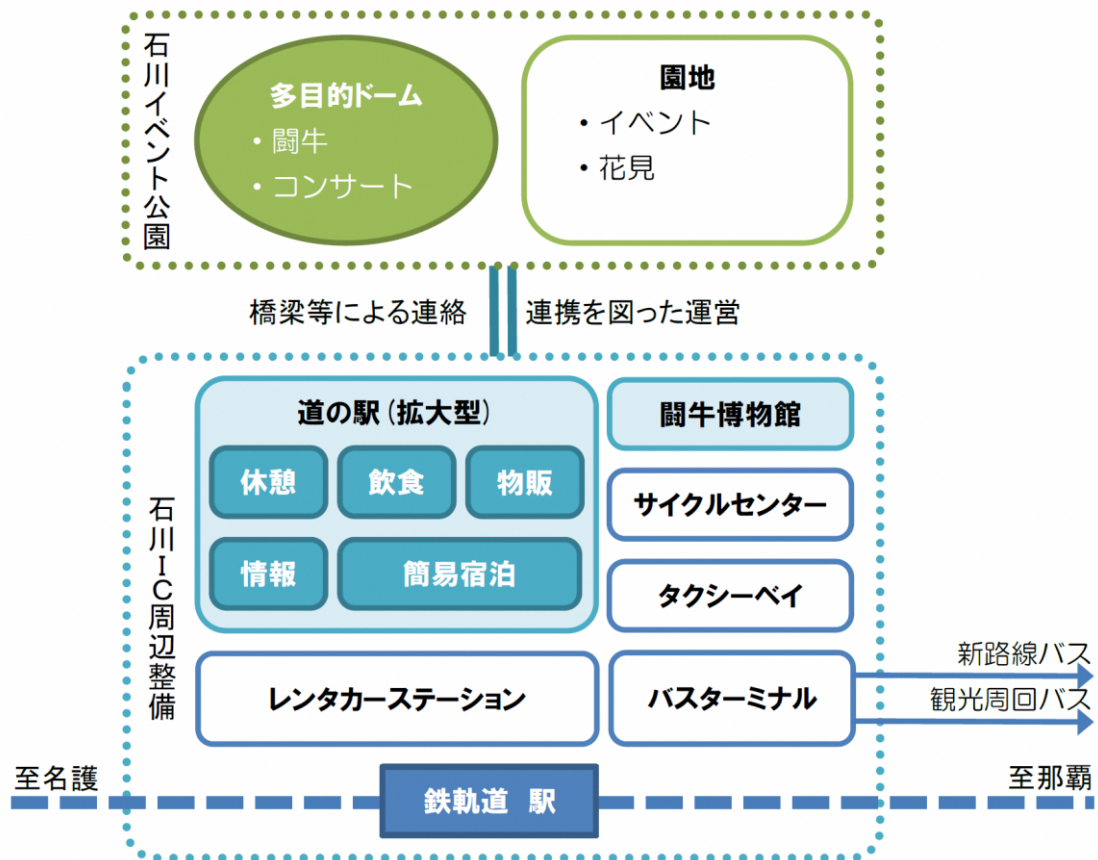 石川イベント公園
多目的ドーム
・闘牛
・コンサート
園地
・イベント
・花見
橋梁等による連絡
連携を図った運営
石川IC周辺整備
道の駅(拡大型)
休憩
飲食
物販
情報
簡易宿泊
闘牛博物館
サイクルセンター
タクシーベイ
レンタカーステーション
バスターミナル
新路線バス
観光周回バス
至名護
鉄軌道 駅
至那覇